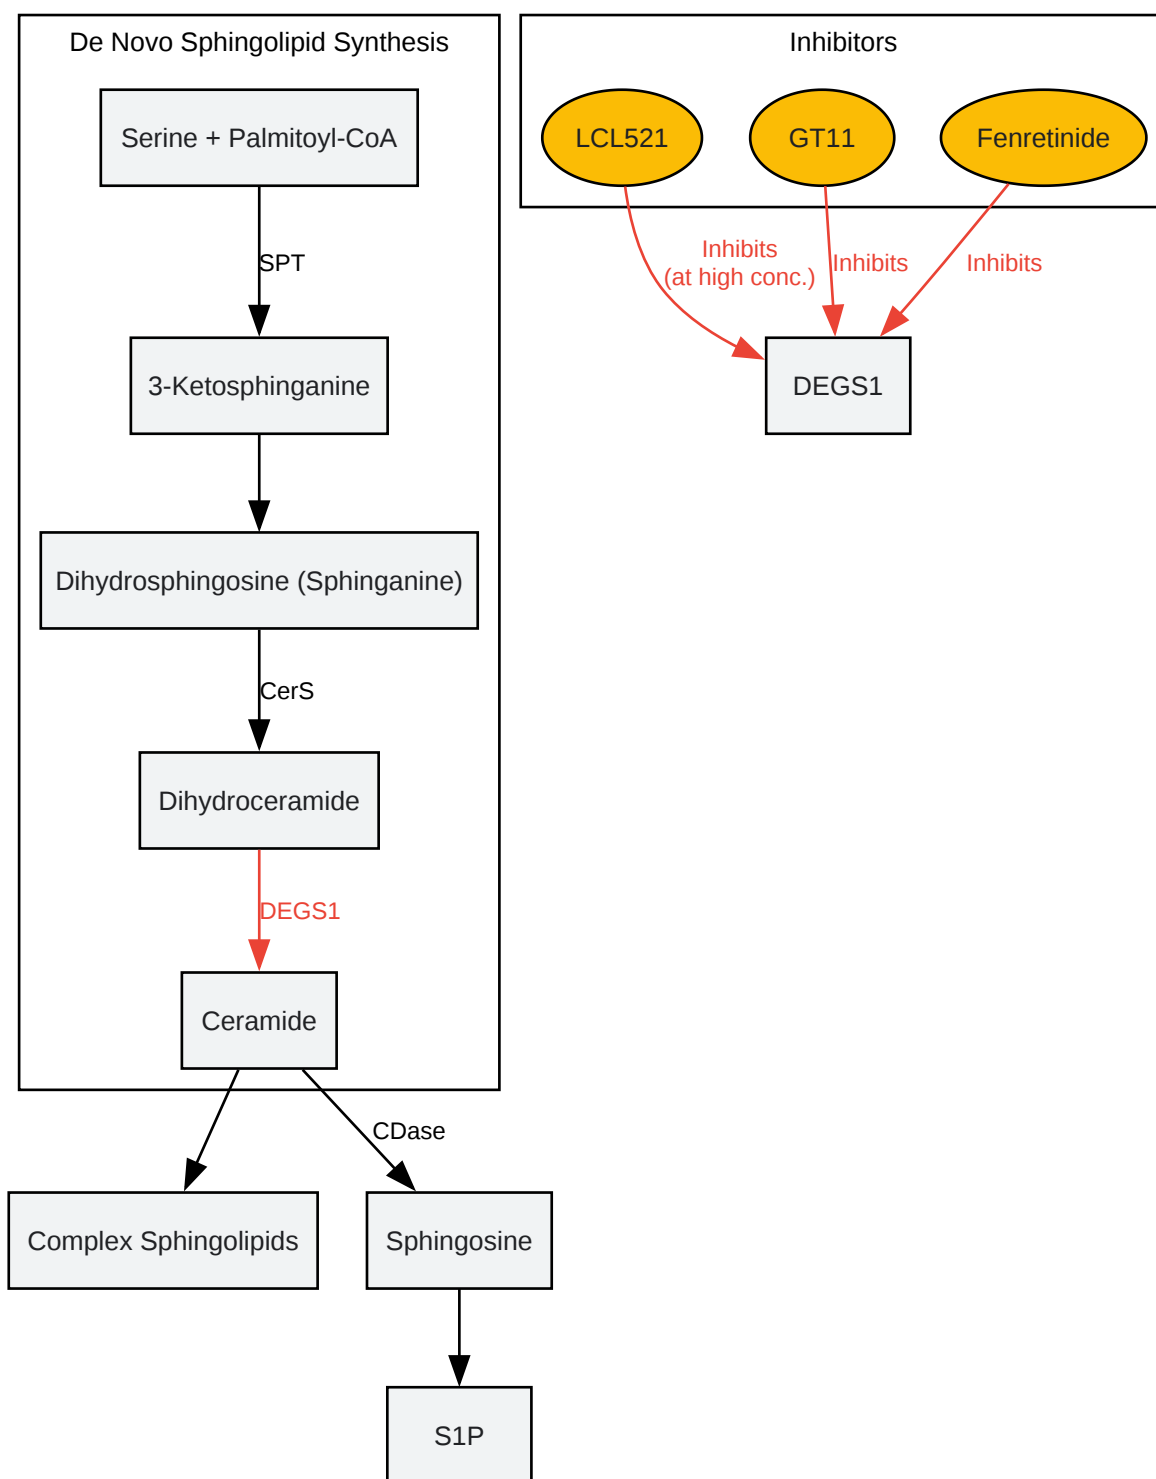 De Novo Sphingolipid Synthesis
Serine + Palmitoyl-CoA
SPT
3-Ketosphinganine
Dihydrosphingosine (Sphinganine)
CerS
Dihydroceramide
DEGS1
Ceramide
CDase
Complex Sphingolipids
Sphingosine
S1P
Inhibitors
LCL521
GT11
Fenretinide
Inhibits
(at high conc.)
Inhibits
Inhibits
DEGS1